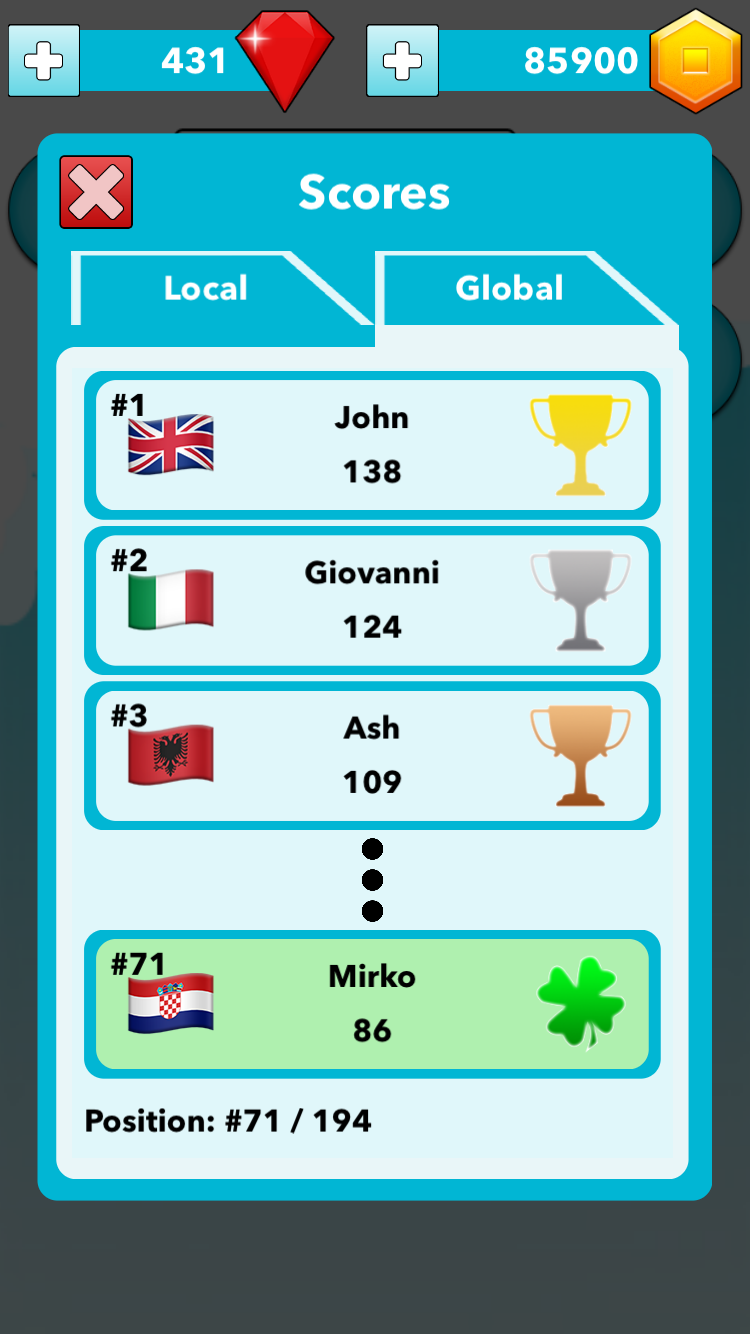 431
85900
Scores
Local
Global
#1
John
138
#2
Giovanni
124
#3
Ash
109
#71
Mirko
86
Position: #71 / 194